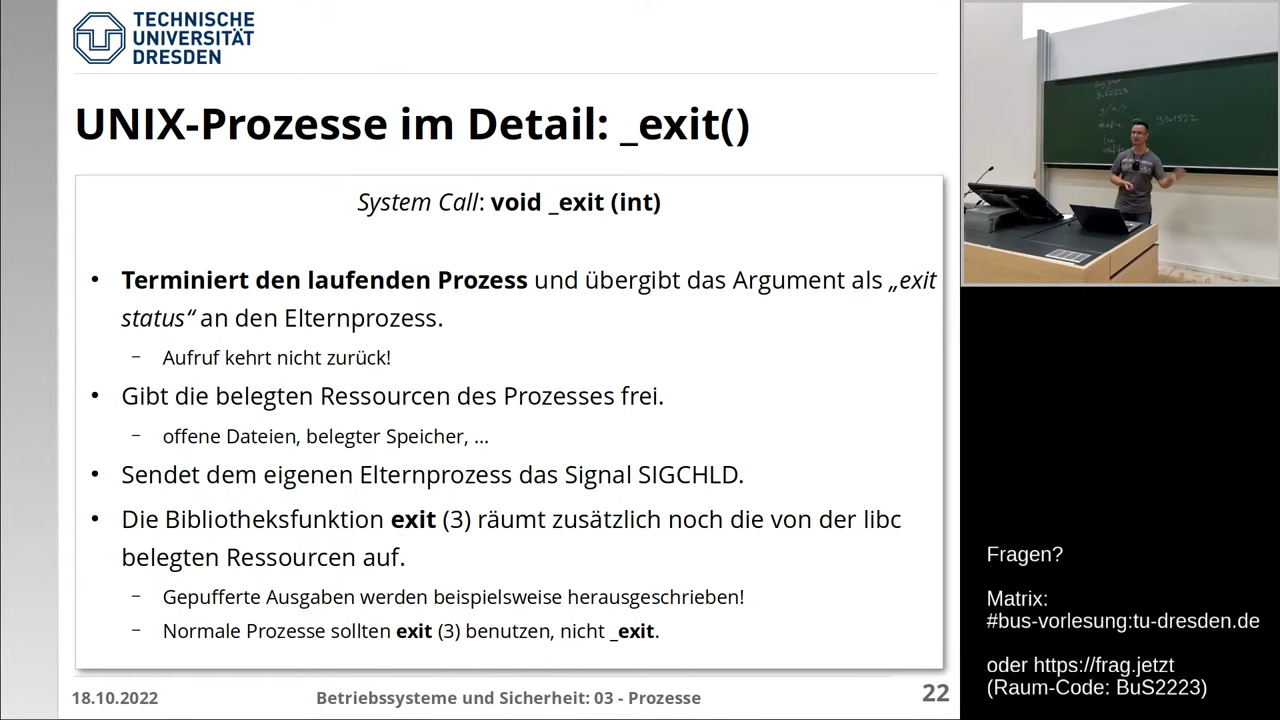 TECHNISCHE
UNIVERSITÄT
DRESDEN
UNIX-Prozesse im Detail: _exit()
System Call: void _exit (int)
• Terminiert den laufenden Prozess und übergibt das Argument als „exit
status“ an den Elternprozess.
– Aufruf kehrt nicht zurück!
• Gibt die belegten Ressourcen des Prozesses frei.
– offene Dateien, belegter Speicher, ...
• Sendet dem eigenen Elternprozess das Signal SIGCHLD.
• Die Bibliotheksfunktion exit (3) räumt zusätzlich noch die von der libc
belegten Ressourcen auf.
– Gepufferte Ausgaben werden beispielsweise herausgeschrieben!
– Normale Prozesse sollten exit (3) benutzen, nicht _exit.
18.10.2022
Betriebssysteme und Sicherheit: 03 - Prozesse
22
Fragen?
Matrix:
#bus-vorlesung:tu-dresden.de
oder https://frag.jetzt
(Raum-Code: BuS2223)